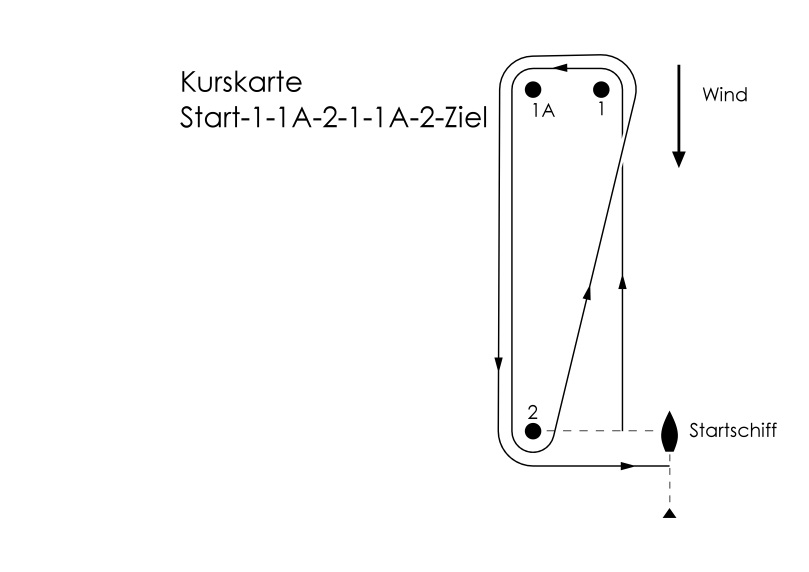 Kurskarte
Start-1-1A-2-1-1A-2-Ziel
1A
1
Wind
2
Startschiff